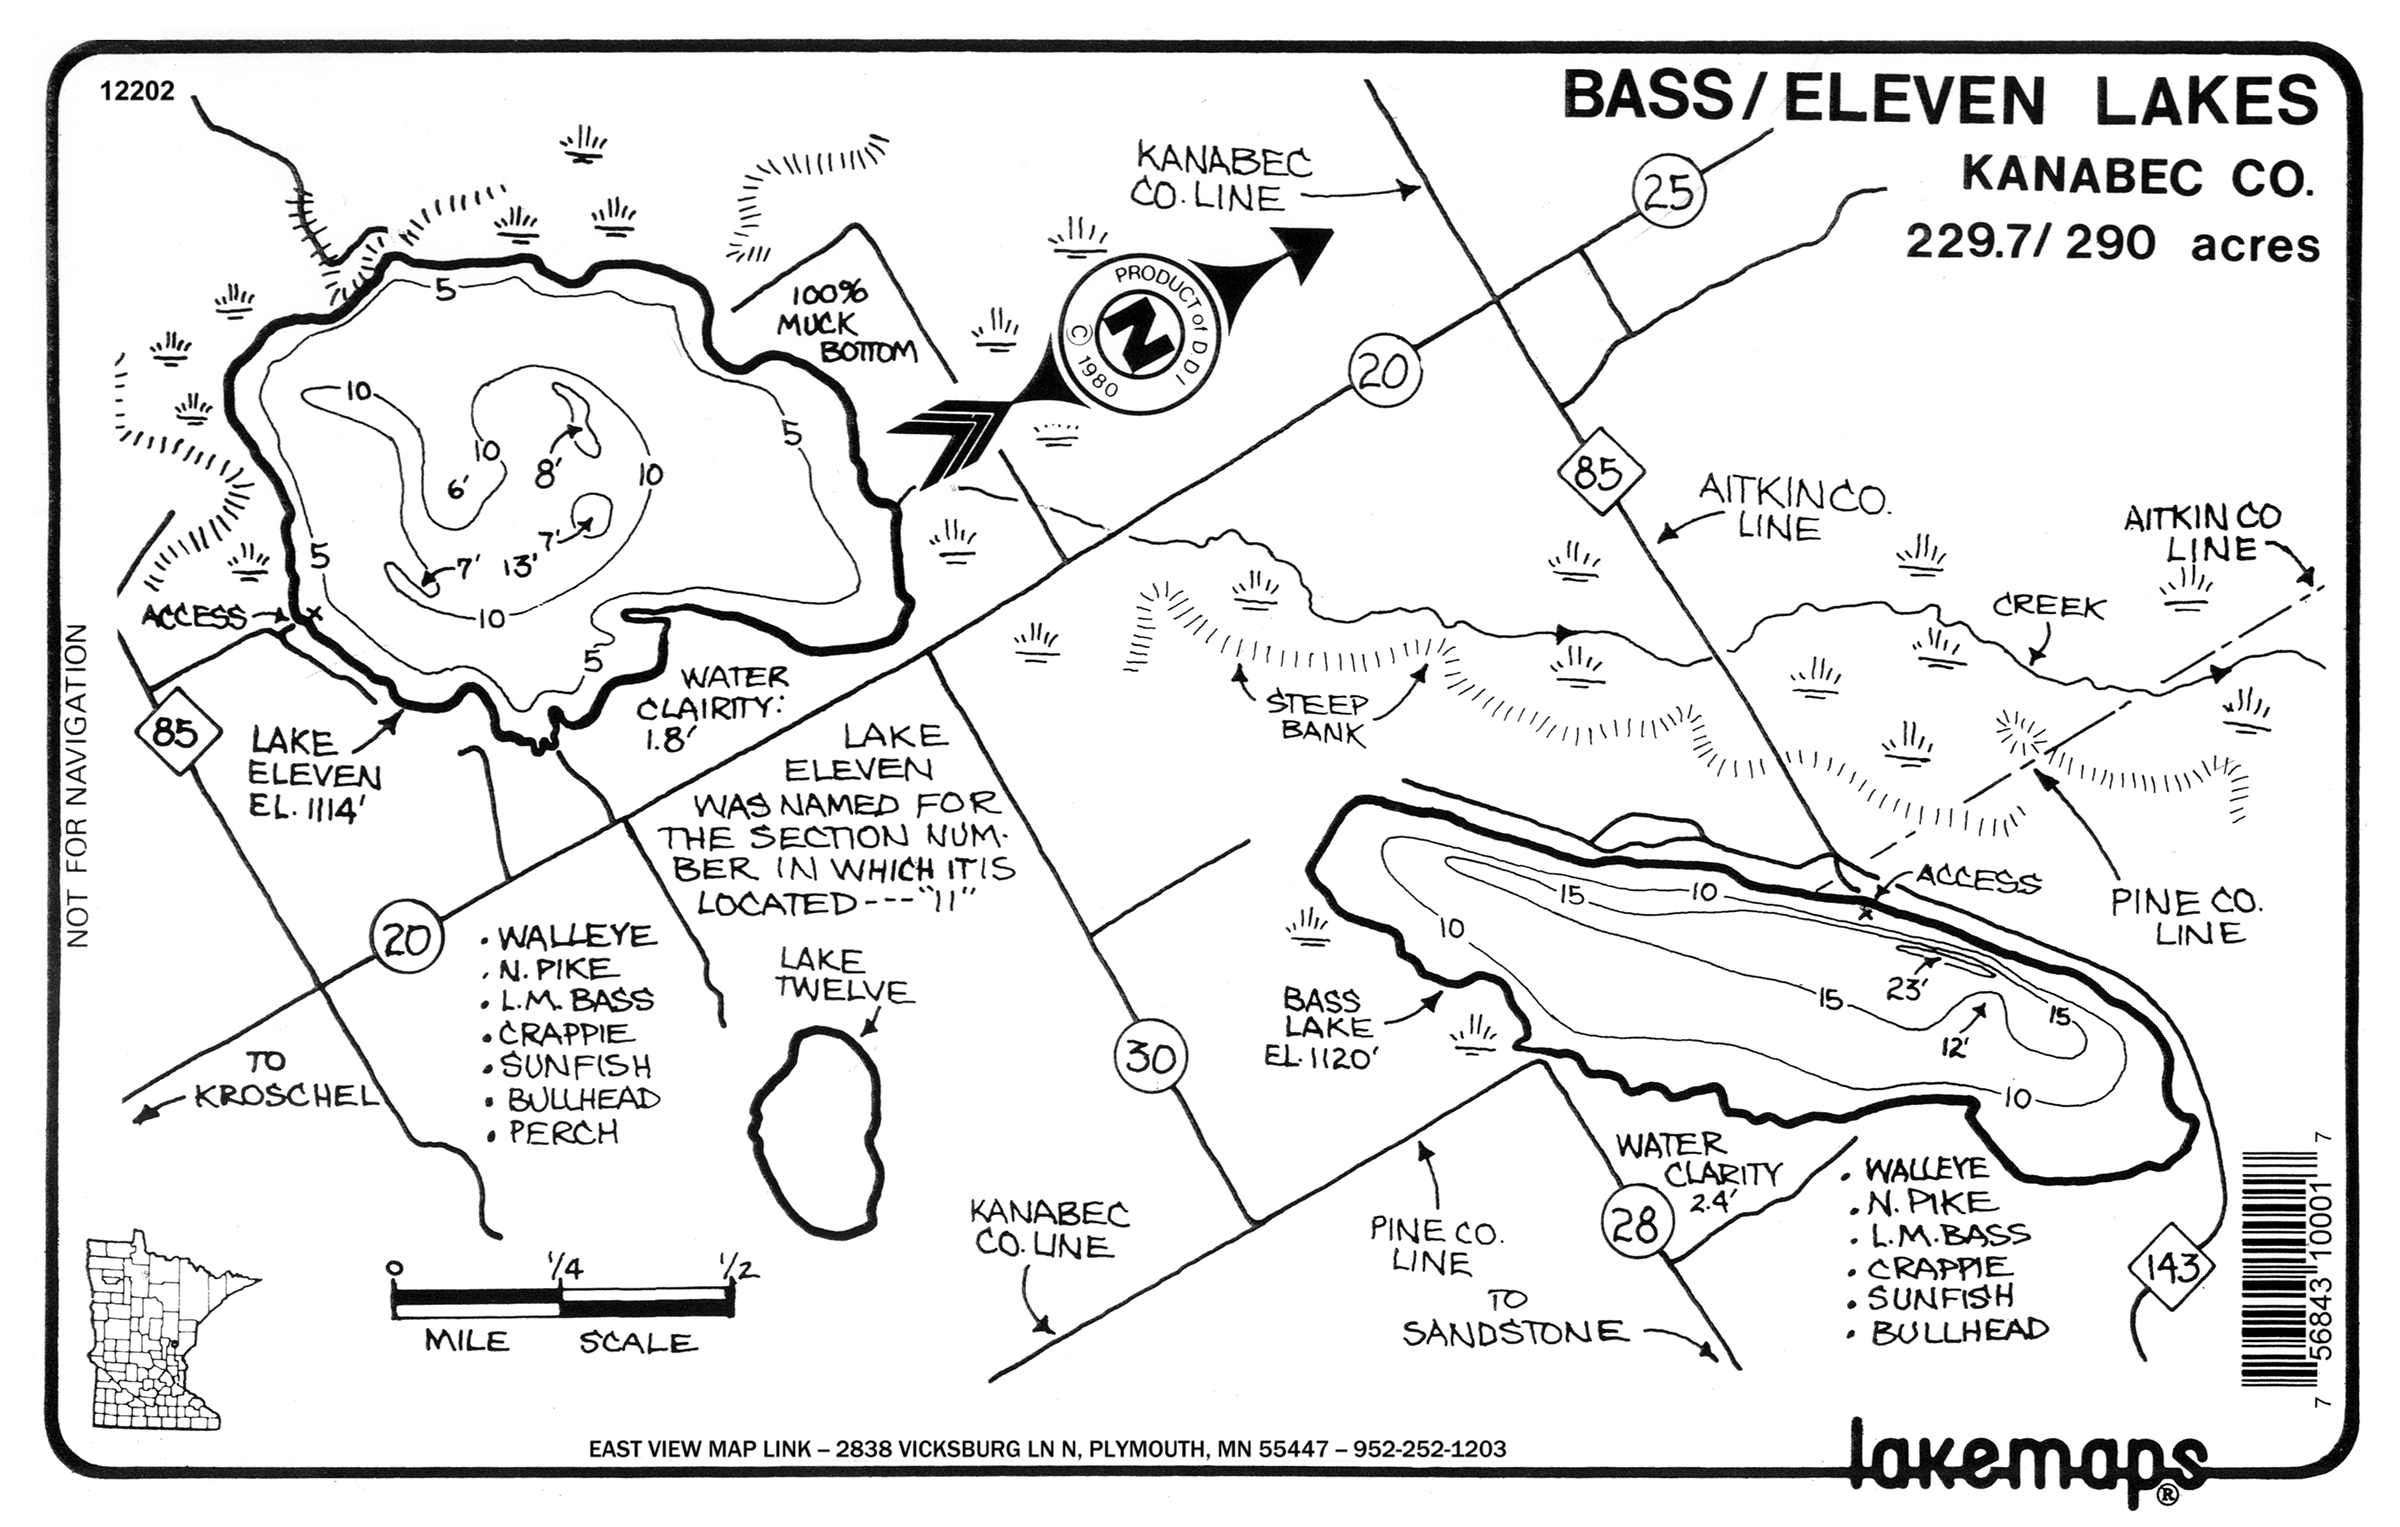 12202
BASS/ELEVEN LAKES
KANABEC CO.
229.7/290 acres
KANABEC
CO. LINE
25
5
100%
MUCK
BOTTOM
PRODUCT of DDI
© 1980
N
20
10
10
10
5
6'
8'
7'
13'
7'
10
5
5
ACCESS
85
AITKIN CO.
LINE
AITKIN CO
LINE
CREEK
STEEP
BANK
NOT FOR NAVIGATION
85
LAKE
ELEVEN
EL. 1114'
WATER
CLAIRITY:
1.8'
LAKE
ELEVEN
WAS NAMED FOR
THE SECTION NUM-
BER IN WHICH IT IS
LOCATED---"11"
20
• WALLEYE
• N. PIKE
• L.M. BASS
• CRAPPIE
• SUNFISH
• BULLHEAD
• PERCH
LAKE
TWELVE
TO
KROSCHEL
30
ACCESS
PINE CO.
LINE
15
10
10
15
23'
15
12'
10
BASS
LAKE
EL. 1120'
KANABEC
CO. LINE
PINE CO.
LINE
28
WATER
CLARITY
2.4'
TO
SANDSTONE
• WALLEYE
• N. PIKE
• L.M. BASS
• CRAPPIE
• SUNFISH
• BULLHEAD
143
7 56843 10001 7
0 1/4 1/2
MILE SCALE
EAST VIEW MAP LINK – 2838 VICKSBURG LN N, PLYMOUTH, MN 55447 – 952-252-1203
lakemaps®